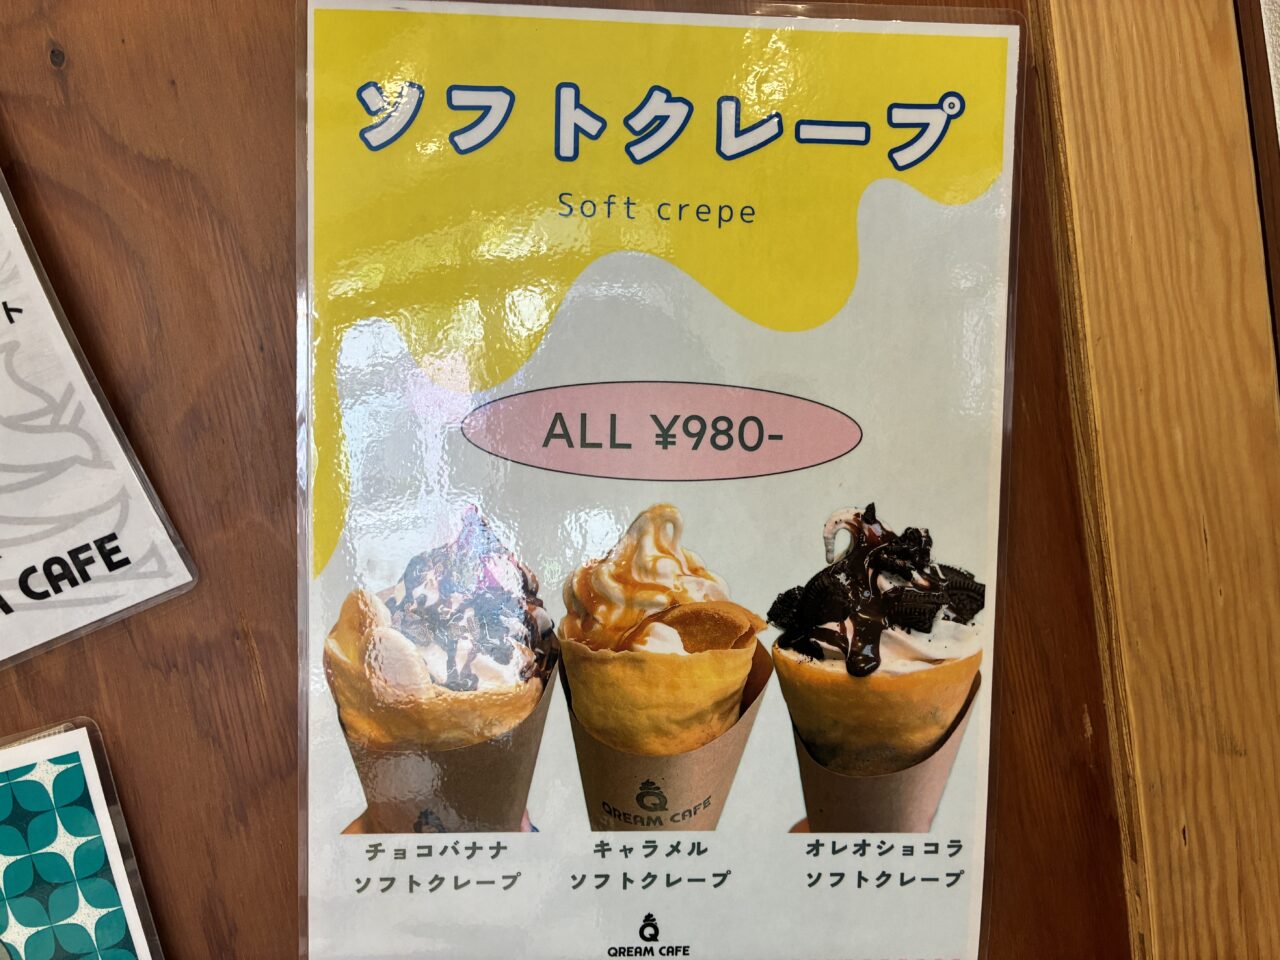 ソフトクレープ
Soft crepe
ALL ¥980-
QREAM CAFE
チョコバナナ
ソフトクレープ
キャラメル
ソフトクレープ
オレオショコラ
ソフトクレープ
QREAM CAFE
ト
CAFE